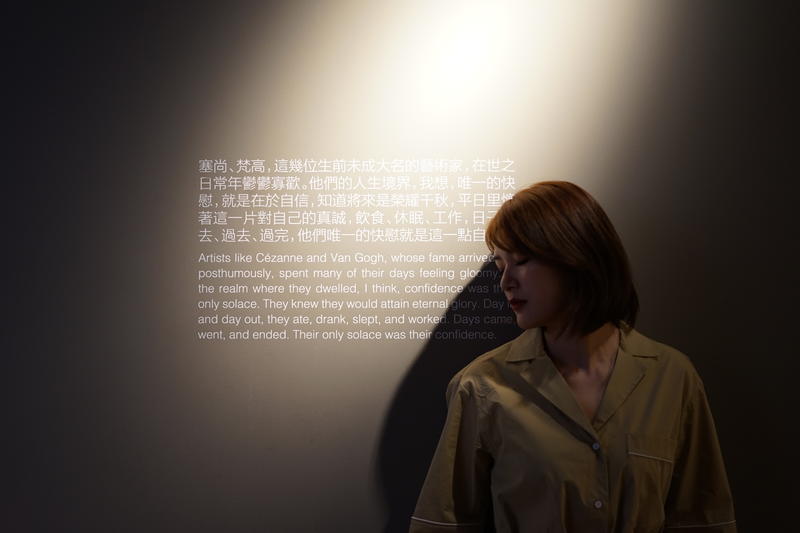 塞尚、梵高，這幾位生前未成大名的藝術家，在世之
日常年鬱鬱寡歡。他們的人生境界，我想，唯一的快
慰，就是在於自信，知道將來是榮耀千秋，平日里
著這一片對自己的真誠，飲食、休眠、工作，日
去、過去、過完，他們唯一的快慰就是這一點自
Artists like Cézanne and Van Gogh, whose fame arrived
posthumously, spent many of their days feeling gloomy.
the realm where they dwelled, I think, confidence was
only solace. They knew they would attain eternal glory. Day
and day out, they ate, drank, slept, and worked. Days came,
went, and ended. Their only solace was their confidence.